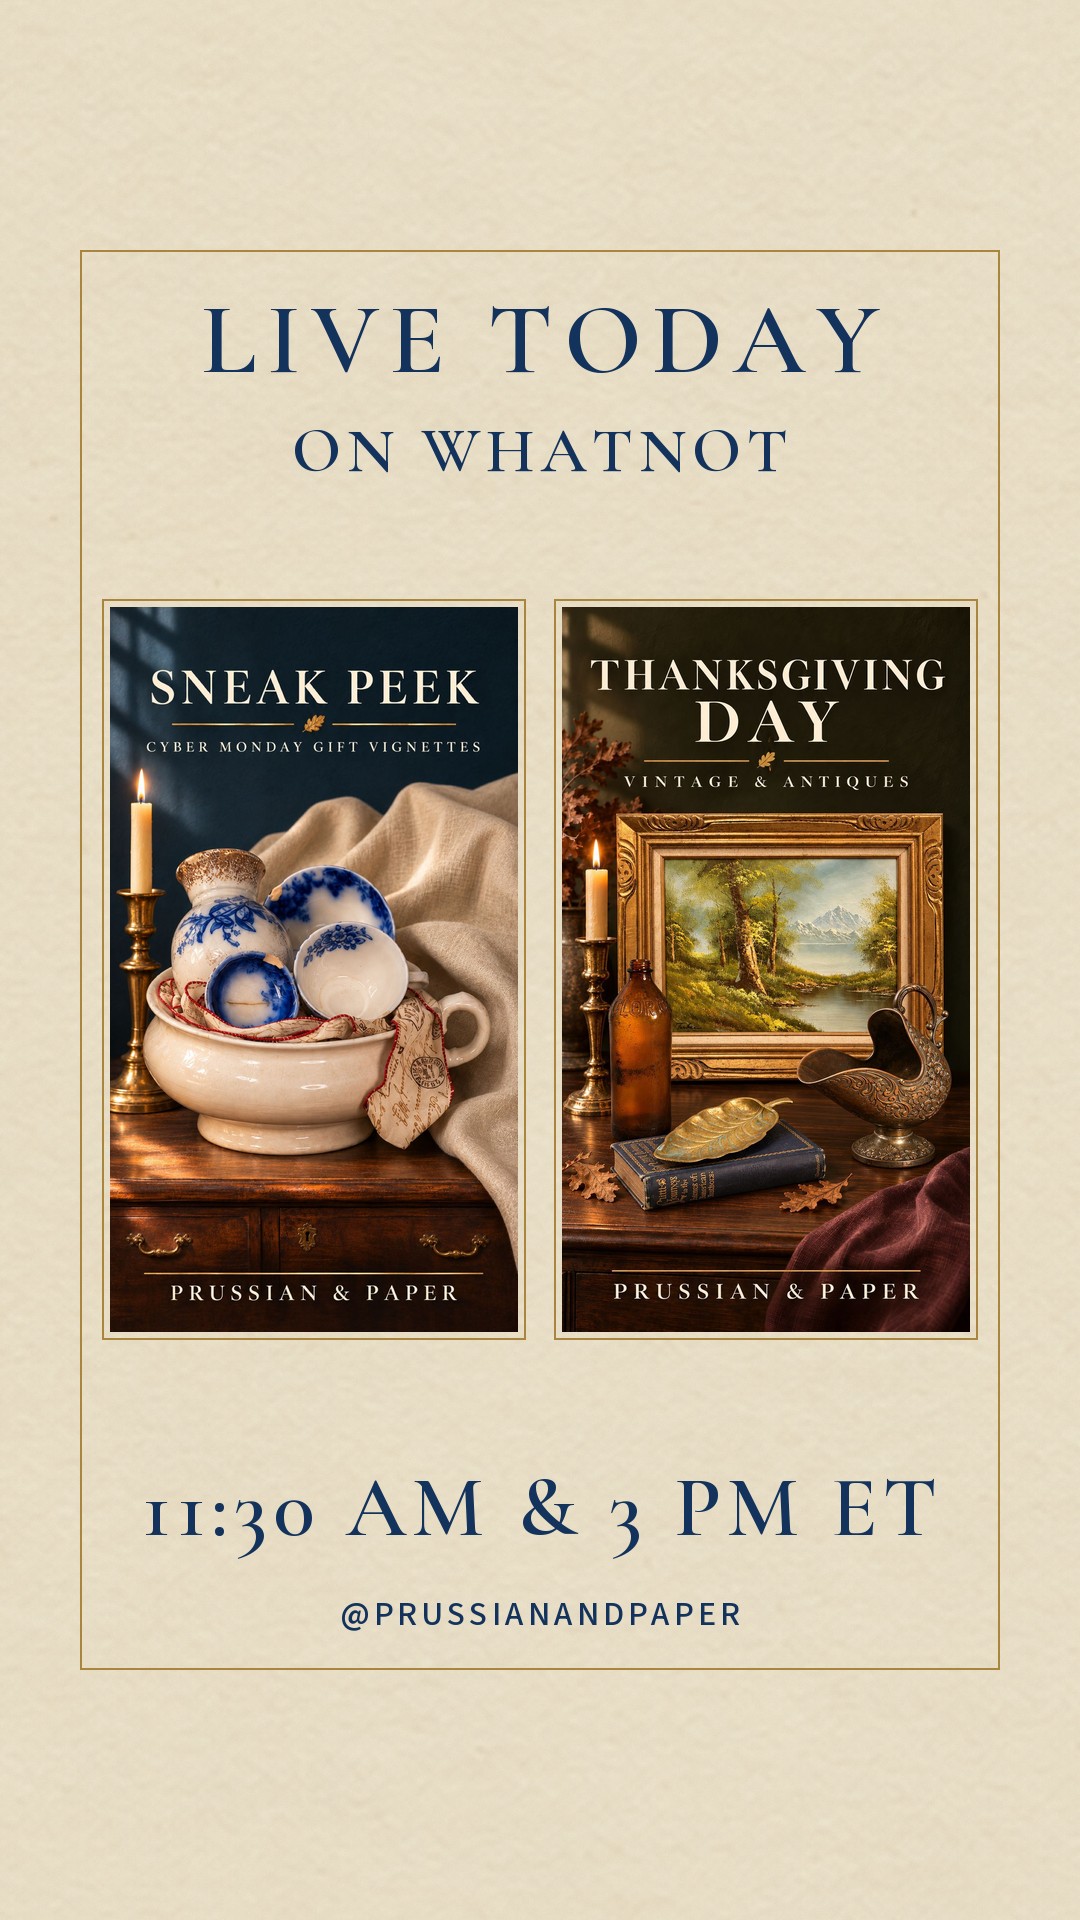 LIVE TODAY
ON WHATNOT
SNEAK PEEK
CYBER MONDAY GIFT VIGNETTES
PRUSSIAN & PAPER
THANKSGIVING
DAY
VINTAGE & ANTIQUES
PRUSSIAN & PAPER
11:30 AM & 3 PM ET
@PRUSSIANANDPAPER